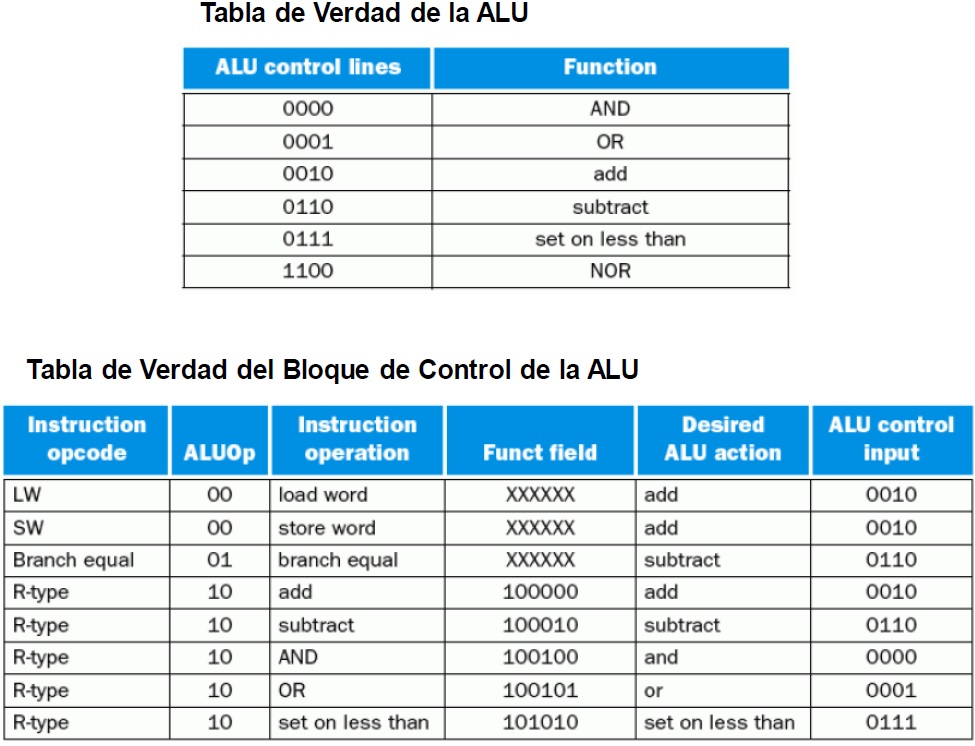 Tabla de Verdad de la ALU
ALU control lines Function
0000 AND
0001 OR
0010 add
0110 subtract
0111 set on less than
1100 NOR
Tabla de Verdad del Bloque de Control de la ALU
Instruction opcode ALUOp Instruction operation Funct field Desired ALU action ALU control input
LW 00 load word XXXXXX add 0010
SW 00 store word XXXXXX add 0010
Branch equal 01 branch equal XXXXXX subtract 0110
R-type 10 add 100000 add 0010
R-type 10 subtract 100010 subtract 0110
R-type 10 AND 100100 and 0000
R-type 10 OR 100101 or 0001
R-type 10 set on less than 101010 set on less than 0111